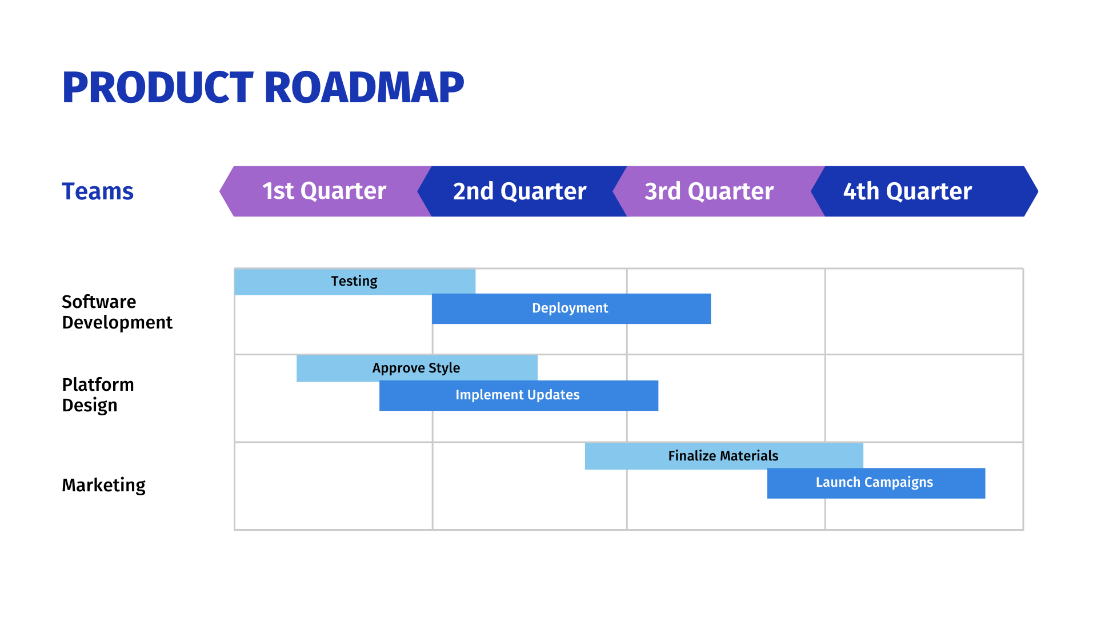 PRODUCT ROADMAP
Teams
1st Quarter
2nd Quarter
3rd Quarter
4th Quarter
Software
Development
Testing
Deployment
Platform
Design
Approve Style
Implement Updates
Marketing
Finalize Materials
Launch Campaigns